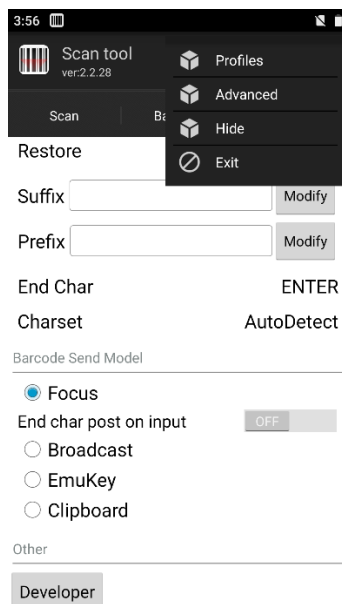 3:56
Scan tool
ver:2.2.28
Profiles
Advanced
Hide
Exit
Scan
Ba
Restore
Suffix Modify
Prefix Modify
End Char ENTER
Charset AutoDetect
Barcode Send Model
Focus
End char post on input OFF
Broadcast
EmuKey
Clipboard
Other
Developer